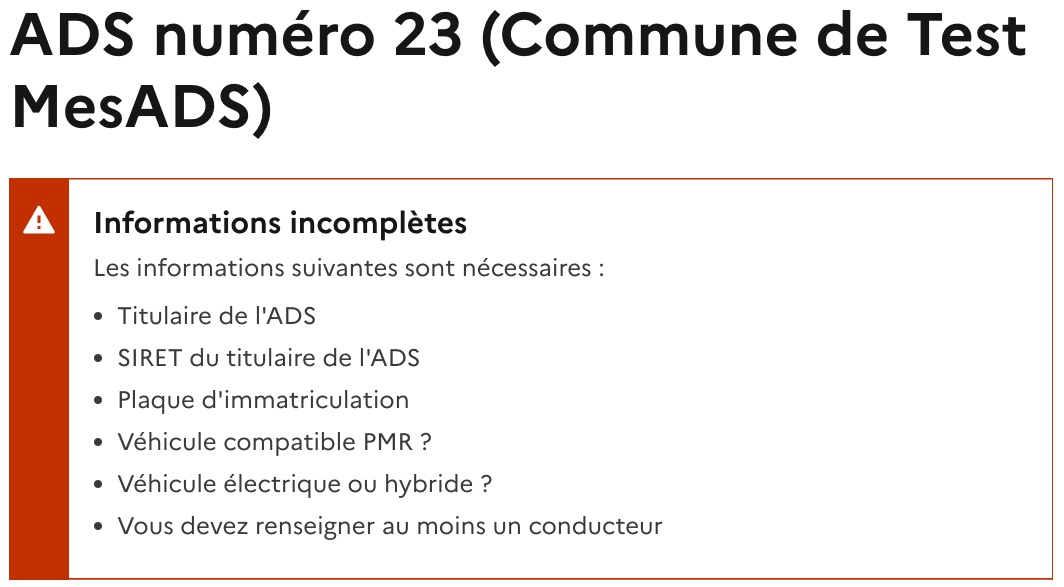 ADS numéro 23 (Commune de Test
MesADS)
Informations incomplètes
Les informations suivantes sont nécessaires :
• Titulaire de l'ADS
• SIRET du titulaire de l'ADS
• Plaque d'immatriculation
• Véhicule compatible PMR ?
• Véhicule électrique ou hybride ?
• Vous devez renseigner au moins un conducteur